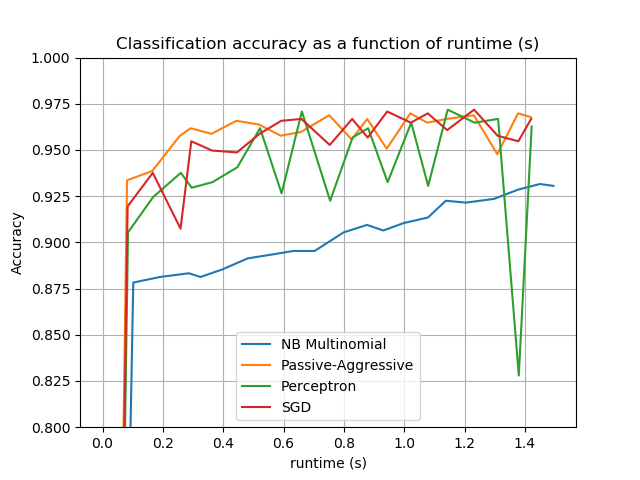 Classification accuracy as a function of runtime (s)
1.000
0.975
0.950
0.925
0.900
0.875
0.850
0.825
0.800
Accuracy
NB Multinomial
Passive-Aggressive
Perceptron
SGD
0.0 0.2 0.4 0.6 0.8 1.0 1.2 1.4
runtime (s)